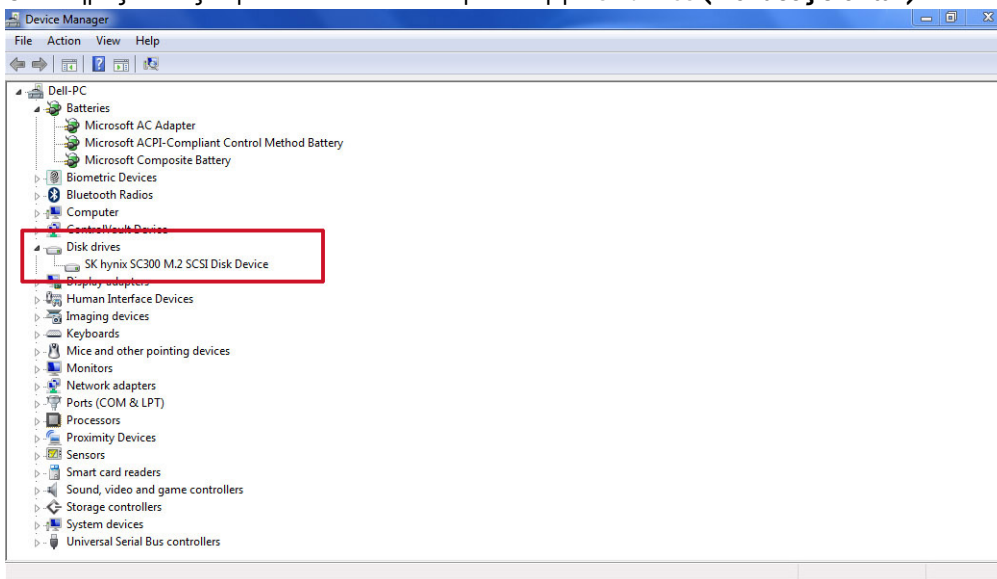 Device Manager
File Action View Help
Dell-PC
Batteries
Microsoft AC Adapter
Microsoft ACPI-Compliant Control Method Battery
Microsoft Composite Battery
Biometric Devices
Bluetooth Radios
Computer
ControlVault Device
Disk drives
SK hynix SC300 M.2 SCSI Disk Device
Display adapters
Human Interface Devices
Imaging devices
Keyboards
Mice and other pointing devices
Monitors
Network adapters
Ports (COM & LPT)
Processors
Proximity Devices
Sensors
Smart card readers
Sound, video and game controllers
Storage controllers
System devices
Universal Serial Bus controllers